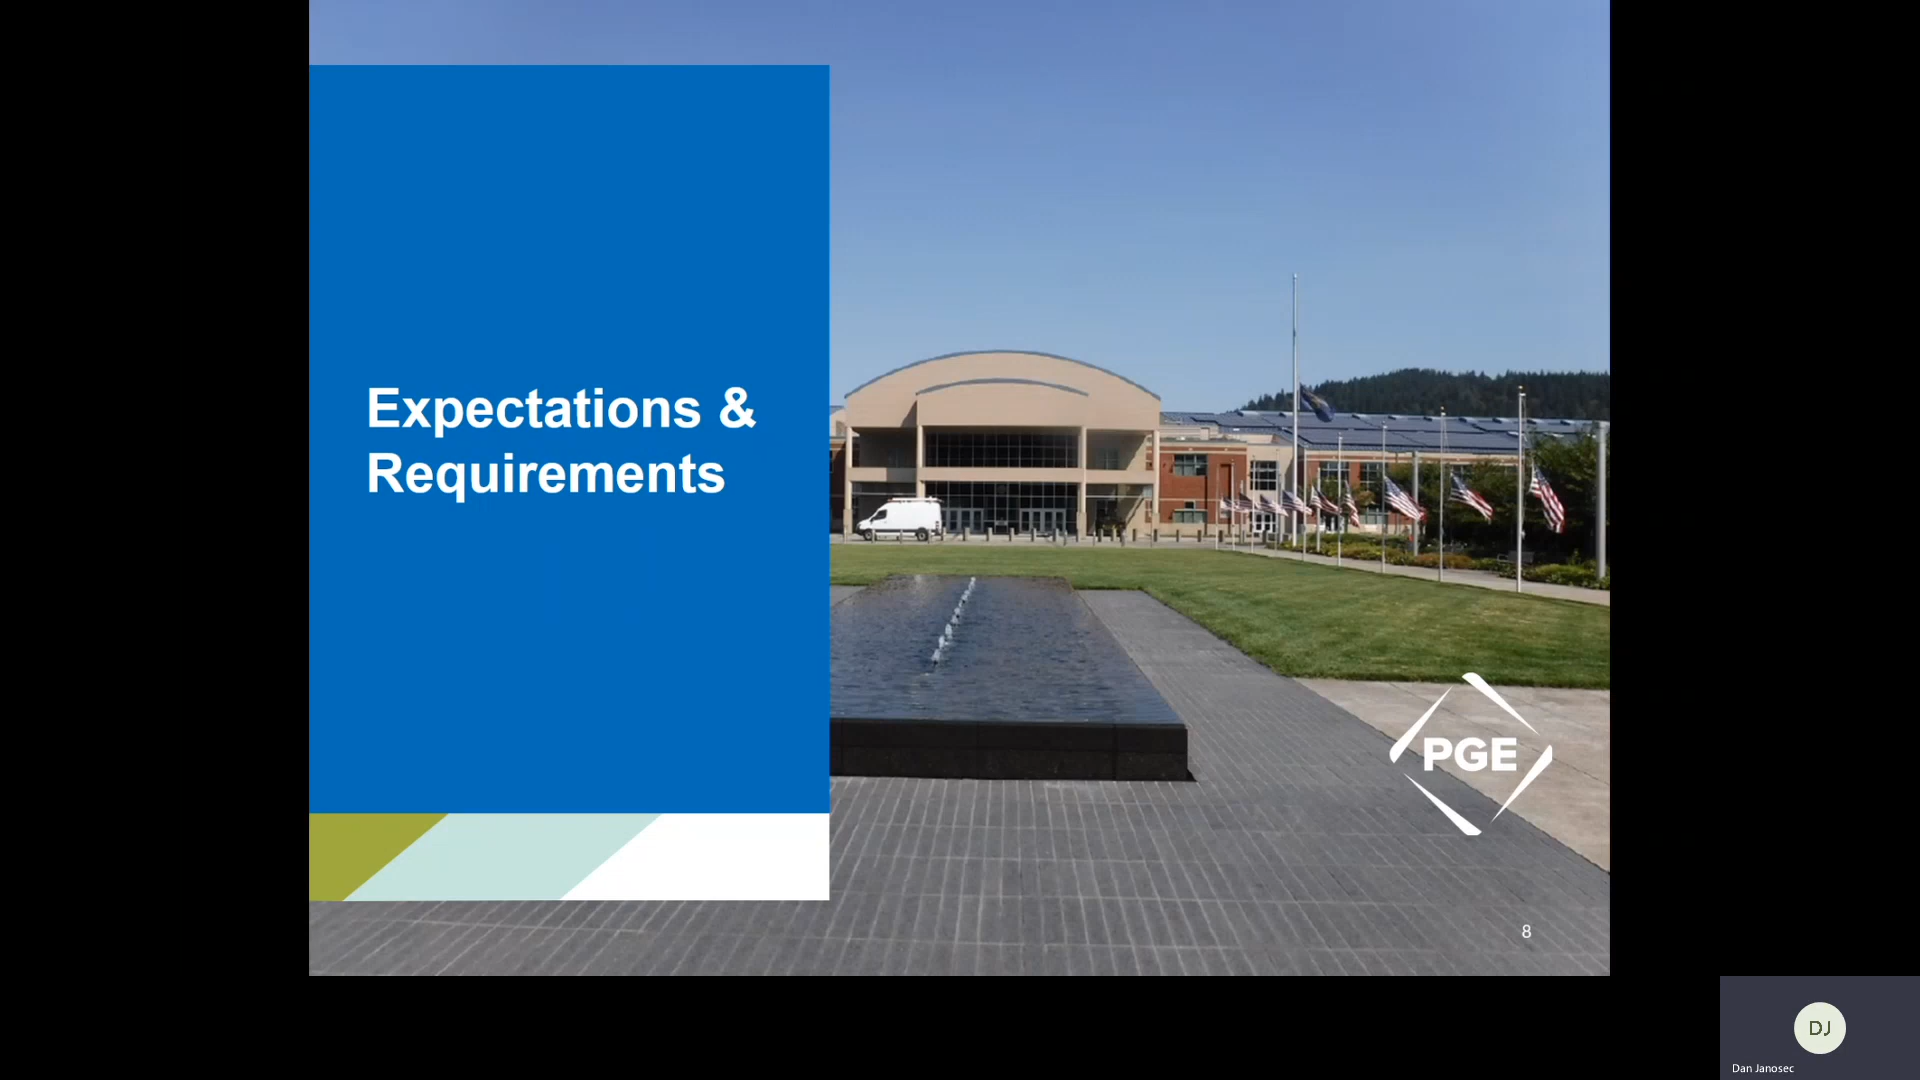 Expectations &
Requirements
PGE
8
DJ
Dan Janosec